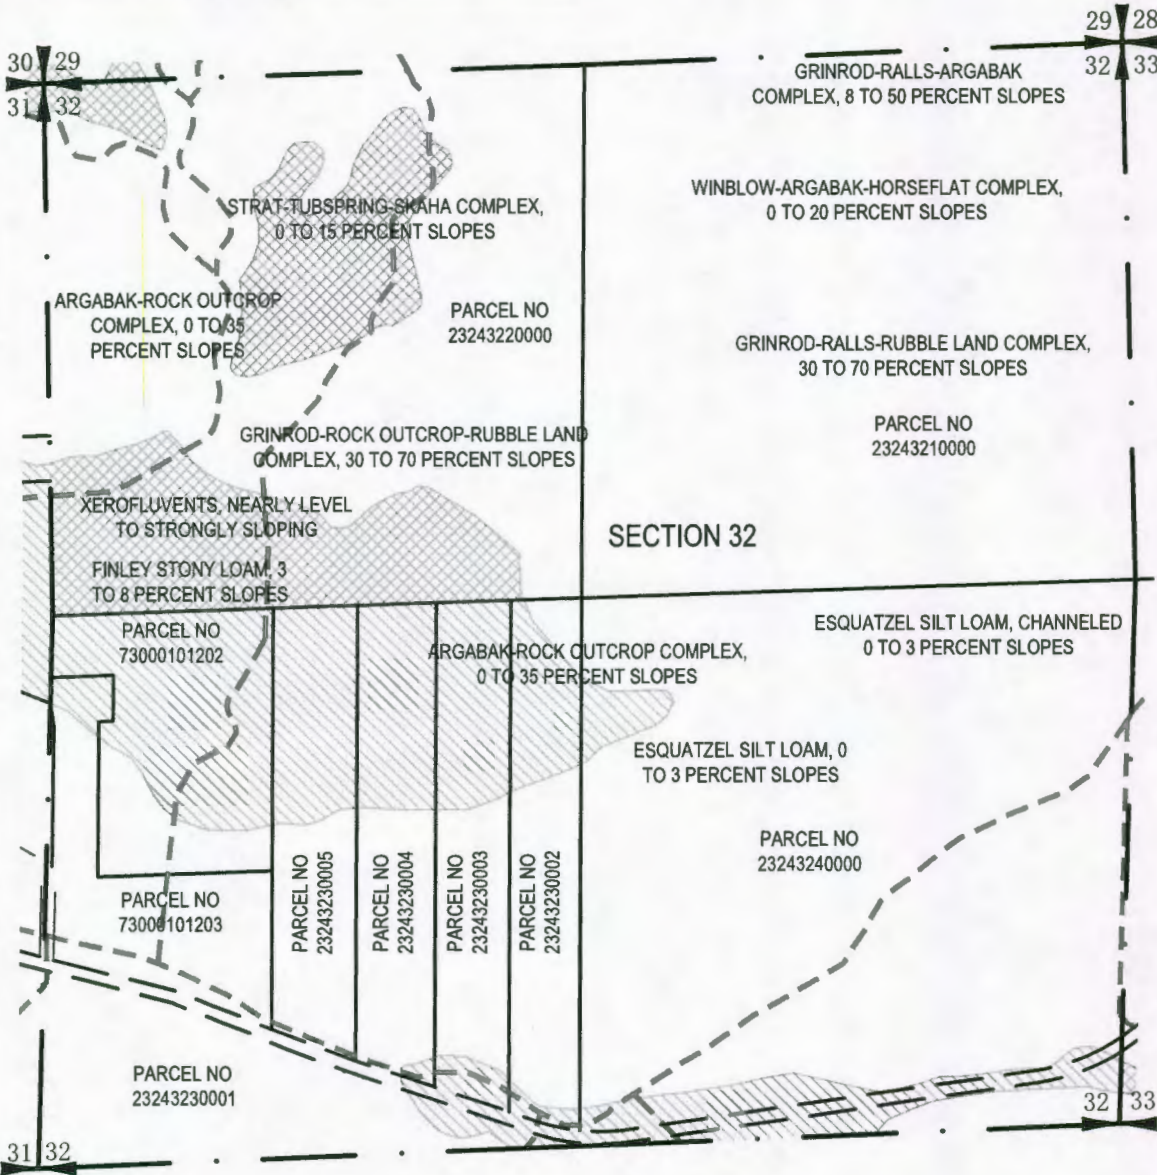 29 28
32 33
30 29
31 32
GRINROD-RALLS-ARGABAK
COMPLEX, 8 TO 50 PERCENT SLOPES
WINBLOW-ARGABAK-HORSEFLAT COMPLEX,
0 TO 20 PERCENT SLOPES
STRAT-TUBSPRING-SKAHA COMPLEX,
0 TO 15 PERCENT SLOPES
ARGABAK-ROCK OUTCROP
COMPLEX, 0 TO 35
PERCENT SLOPES
PARCEL NO
23243220000
GRINROD-RALLS-RUBBLE LAND COMPLEX,
30 TO 70 PERCENT SLOPES
PARCEL NO
23243210000
GRINROD-ROCK OUTCROP-RUBBLE LAND
COMPLEX, 30 TO 70 PERCENT SLOPES
XEROFLUVENTS, NEARLY LEVEL
TO STRONGLY SLOPING
SECTION 32
FINLEY STONY LOAM, 3
TO 8 PERCENT SLOPES
PARCEL NO
73000101202
ESQUATZEL SILT LOAM, CHANNELED
0 TO 3 PERCENT SLOPES
ARGABAK-ROCK OUTCROP COMPLEX,
0 TO 35 PERCENT SLOPES
ESQUATZEL SILT LOAM, 0
TO 3 PERCENT SLOPES
PARCEL NO
23243240000
PARCEL NO
73000101203
PARCEL NO
23243230005
PARCEL NO
23243230004
PARCEL NO
23243230003
PARCEL NO
23243230002
PARCEL NO
23243230001
32 33
31 32